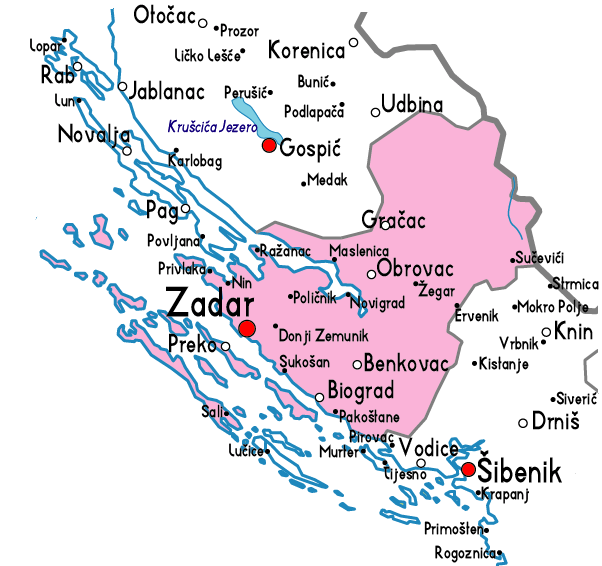 Otočac
Prozor
Lopar
Ličko Lešće
Korenica
Rab
Bunić
Jablanac
Perušić
Lun
Podlapača
Udbina
Krušcića Jezero
Novalja
Gospić
Karlobag
Medak
Pag
Gračac
Povljana
Ražanac
Maslenica
Sučevići
Privlaka
Obrovac
Nin
Žegar
Strmica
Zadar
Poličnik
Novigrad
Ervenik
Mokro Polje
Donji Zemunik
Knin
Preko
Vrbnik
Sukošan
Benkovac
Kistanje
Biograd
Siverić
Sali
Pakoštane
Drniš
Pirovac
Lučice
Murter
Vodice
Tijesno
Šibenik
Krapanj
Primošten
Rogoznica